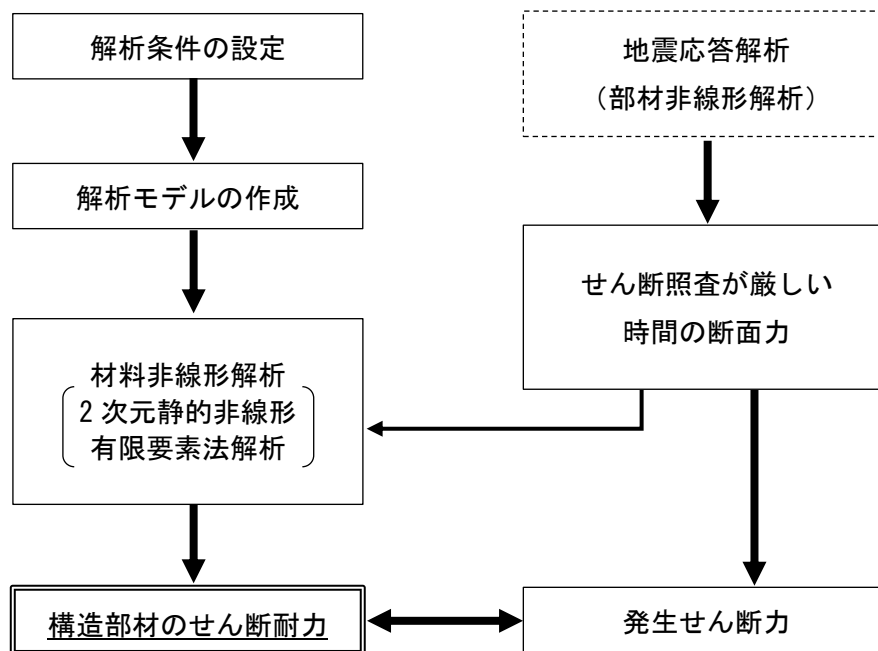 解析条件の設定
解析モデルの作成
材料非線形解析
2次元静的非線形
有限要素法解析
構造部材のせん断耐力
地震応答解析
（部材非線形解析）
せん断照査が厳しい
時間の断面力
発生せん断力